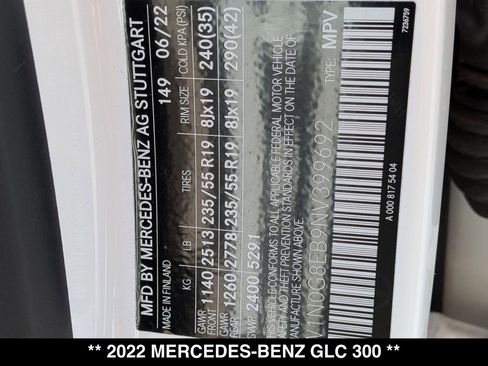 MFD BY MERCEDES-BENZ AG STUTTGART
MADE IN FINLAND 149 06/22
KG LB TIRES RIM SIZE COLD KPA (PSI)
GAWR FRONT 1140 2513 235/55 R19 8Jx19 240(35)
GAWR REAR 1260 2778 235/55 R19 8Jx19 290(42)
GVWR 2400 5291
THIS VEHICLE CONFORMS TO ALL APPLICABLE FEDERAL MOTOR VEHICLE
SAFETY AND THEFT PREVENTION STANDARDS IN EFFECT ON THE DATE OF
MANUFACTURE SHOWN ABOVE.
W1N0G8EB9NV399692 TYPE: MPV
A 000 817 54 04
7236759
** 2022 MERCEDES-BENZ GLC 300 **